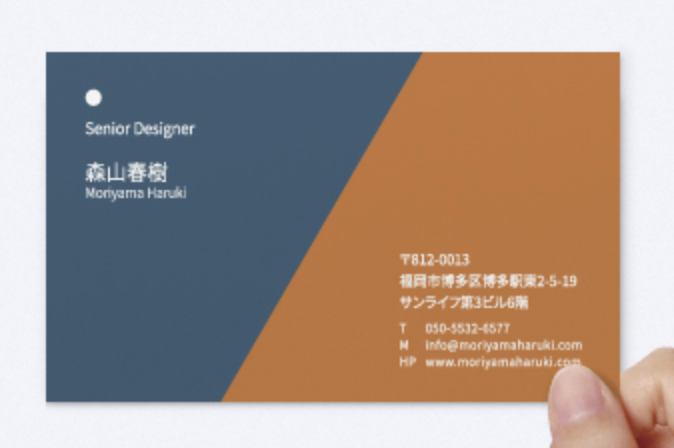 Senior Designer
森山春樹
Moriyama Haruki
〒812-0013
福岡市博多区博多駅東2-5-19
サンライフ第3ビル6階
T 050-5532-6577
M info@moriyamaharuki.com
HP www.moriyamaharuki.com